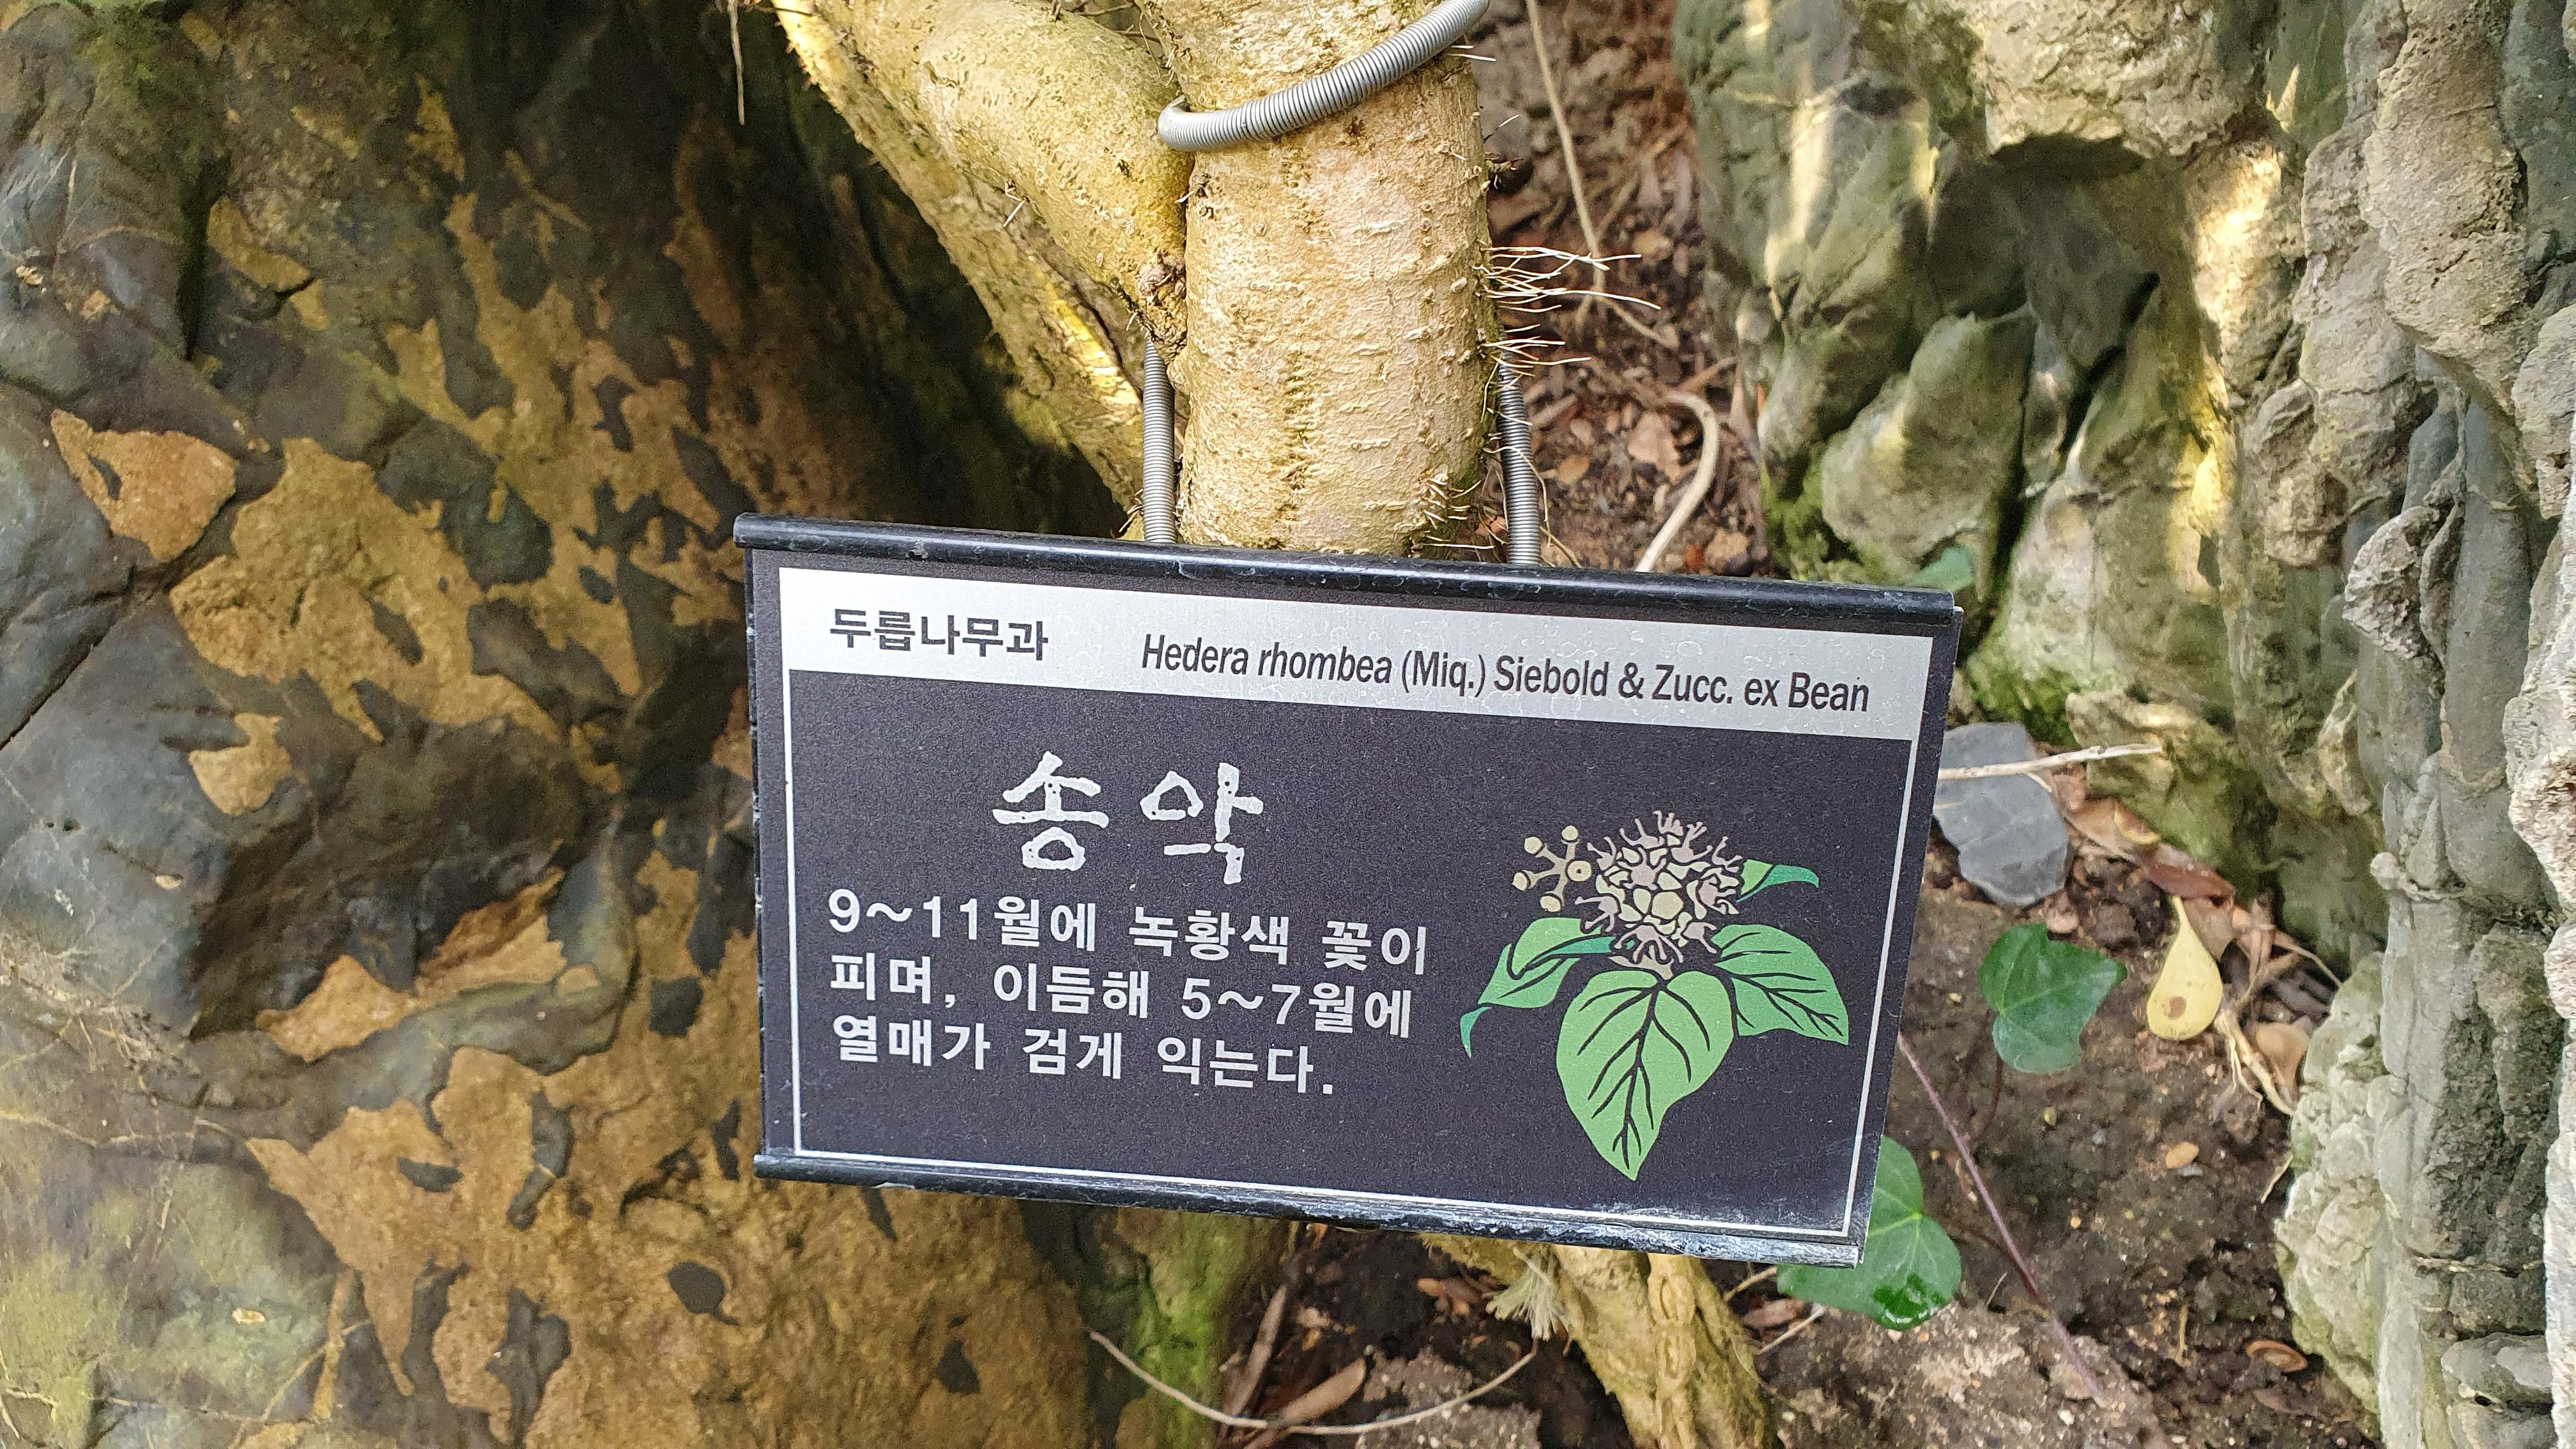 두릅나무과 Hedera rhombea (Miq.) Siebold & Zucc. ex Bean
송악
9~11월에 녹황색 꽃이
피며, 이듬해 5~7월에
열매가 검게 익는다.